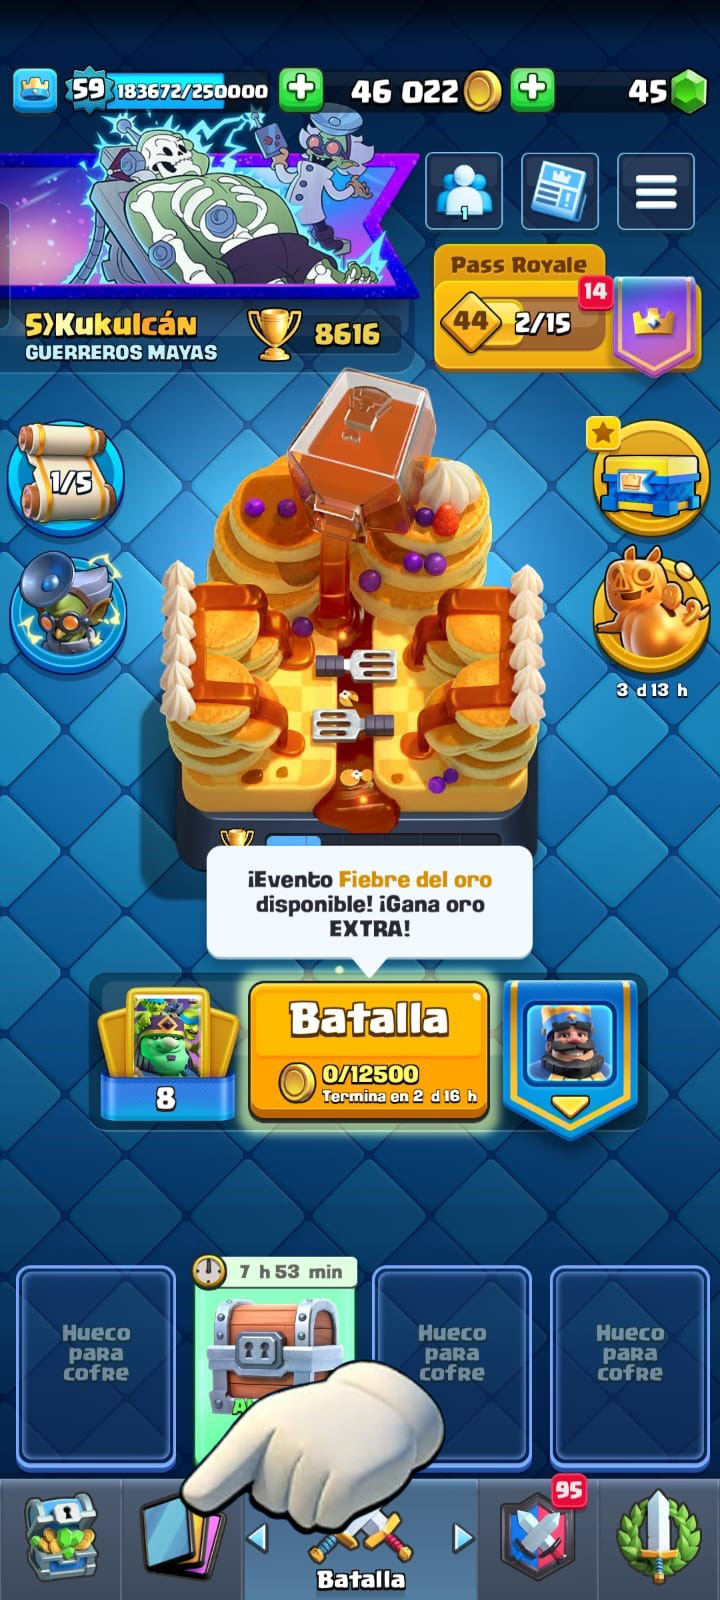 59 183672/250000
46 022
45
1
Pass Royale
14
44 2/15
5)Kukulcán
GUERREROS MAYAS
8616
1/5
3 d 13 h
¡Evento Fiebre del oro
disponible! ¡Gana oro
EXTRA!
8
Batalla
0/12500
Termina en 2 d 16 h
7 h 53 min
Hueco
para
cofre
Hueco
para
cofre
Hueco
para
cofre
95
Batalla